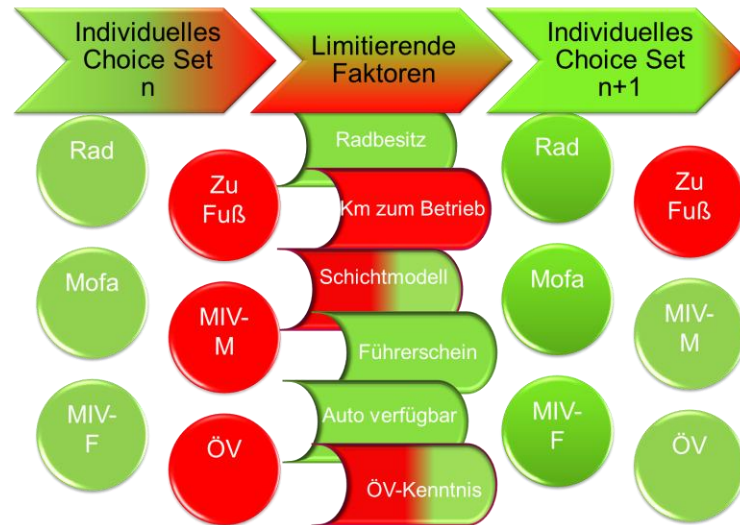 Individuelles
Choice Set
n
Limitierende
Faktoren
Individuelles
Choice Set
n+1
Rad
Zu
Fuß
Mofa
MIV-
M
MIV-
F
ÖV
Radbesitz
Km zum Betrieb
Schichtmodell
Führerschein
Auto verfügbar
ÖV-Kenntnis
Rad
Zu
Fuß
Mofa
MIV-
M
MIV-
F
ÖV